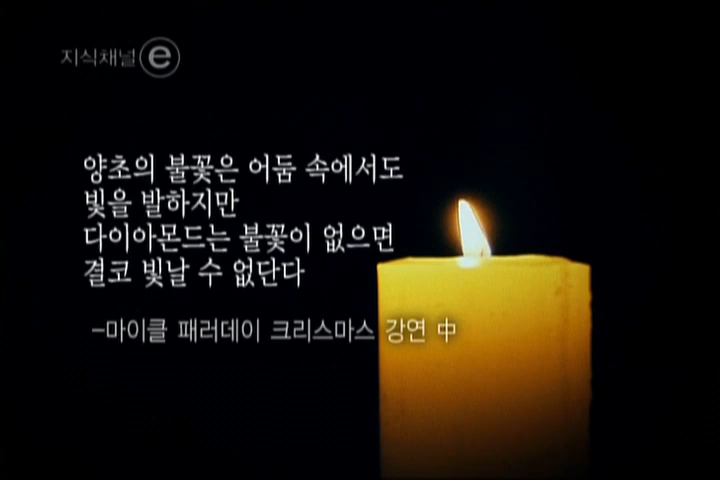 지식채널 e
양초의 불꽃은 어둠 속에서도
빛을 발하지만
다이아몬드는 불꽃이 없으면
결코 빛날 수 없단다
-마이클 패러데이 크리스마스 강연 中